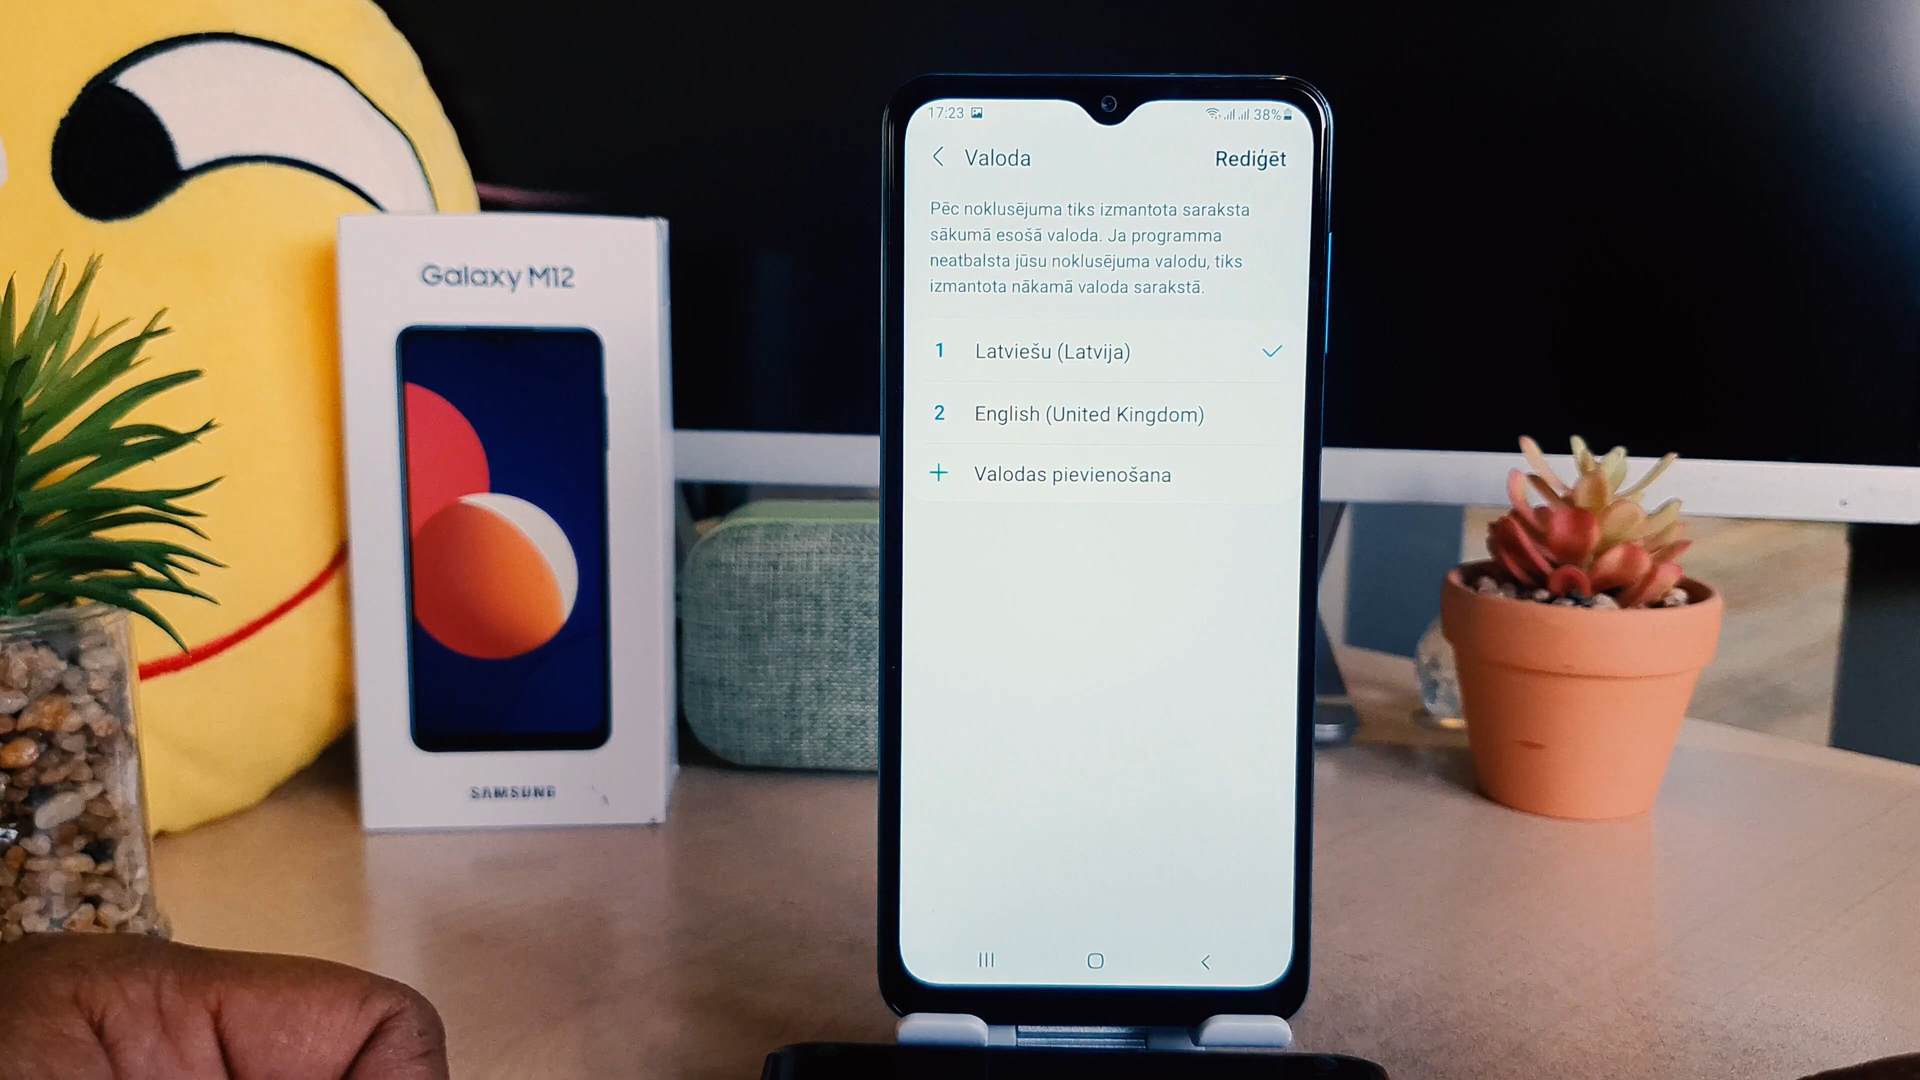 Galaxy M12
SAMSUNG
17:23
38%
Valoda
Rediģēt
Pēc noklusējuma tiks izmantota saraksta
sākumā esošā valoda. Ja programma
neatbalsta jūsu noklusējuma valodu, tiks
izmantota nākamā valoda sarakstā.
1 Latviešu (Latvija)
2 English (United Kingdom)
+ Valodas pievienošana